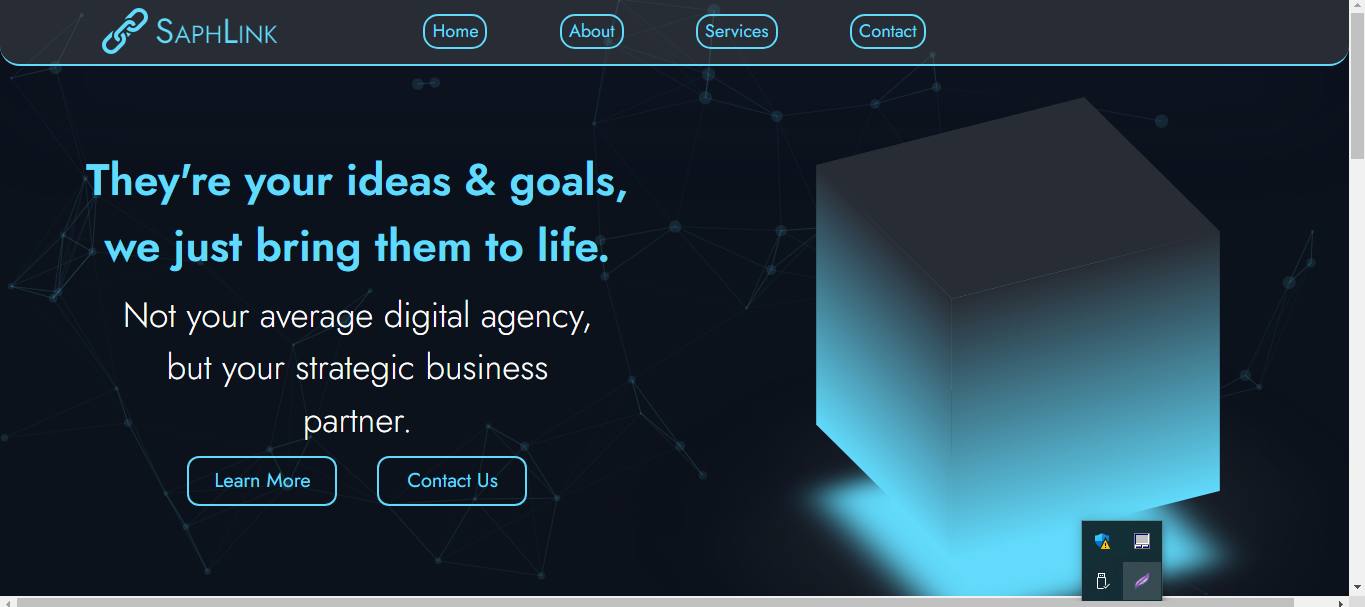 SAPHLINK
Home
About
Services
Contact
They're your ideas & goals,
we just bring them to life.
Not your average digital agency,
but your strategic business
partner.
Learn More
Contact Us